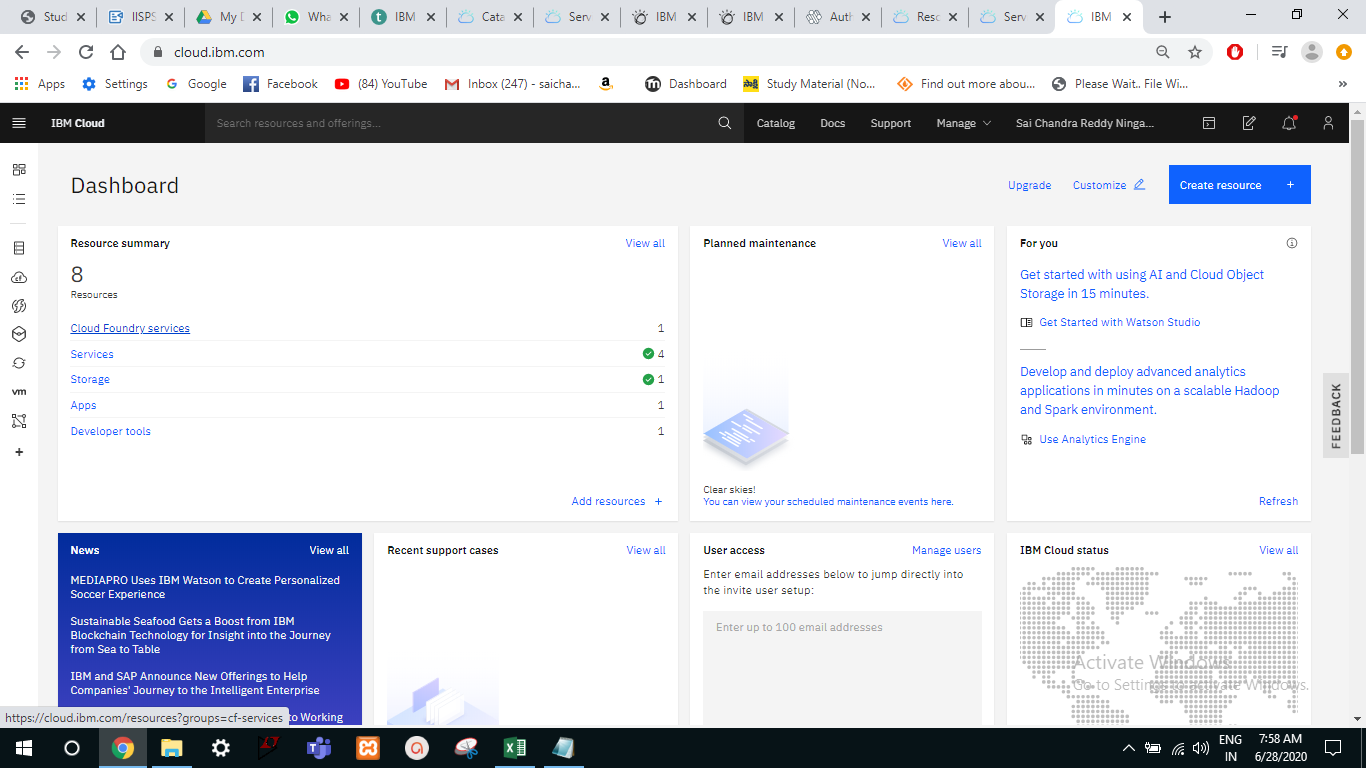 Stud
IISPS
My D
Wha
IBM
Cata
Serv
IBM
IBM
Auth
Reso
Serv
IBM
cloud.ibm.com
Apps
Settings
Google
Facebook
(84) YouTube
Inbox (247) - saicha...
Dashboard
Study Material (No...
Find out more abou...
Please Wait.. File Wi...
IBM Cloud
Search resources and offerings...
Catalog
Docs
Support
Manage
Sai Chandra Reddy Ninga...
Dashboard
Upgrade
Customize
Create resource +
Resource summary
View all
8
Resources
Cloud Foundry services 1
Services 4
Storage 1
Apps 1
Developer tools 1
Add resources +
Planned maintenance
View all
Clear skies!
You can view your scheduled maintenance events here.
For you
Get started with using AI and Cloud Object
Storage in 15 minutes.
Get Started with Watson Studio
Develop and deploy advanced analytics
applications in minutes on a scalable Hadoop
and Spark environment.
Use Analytics Engine
Refresh
FEEDBACK
vm
News
View all
MEDIAPRO Uses IBM Watson to Create Personalized
Soccer Experience
Sustainable Seafood Gets a Boost from IBM
Blockchain Technology for Insight into the Journey
from Sea to Table
IBM and SAP Announce New Offerings to Help
Companies' Journey to the Intelligent Enterprise
to Working
Recent support cases
View all
User access
Manage users
Enter email addresses below to jump directly into
the invite user setup:
Enter up to 100 email addresses
IBM Cloud status
View all
Activate Windows
Go to Settings to activate Windows.
https://cloud.ibm.com/resources?groups=cf-services
ENG
IN
7:58 AM
6/28/2020